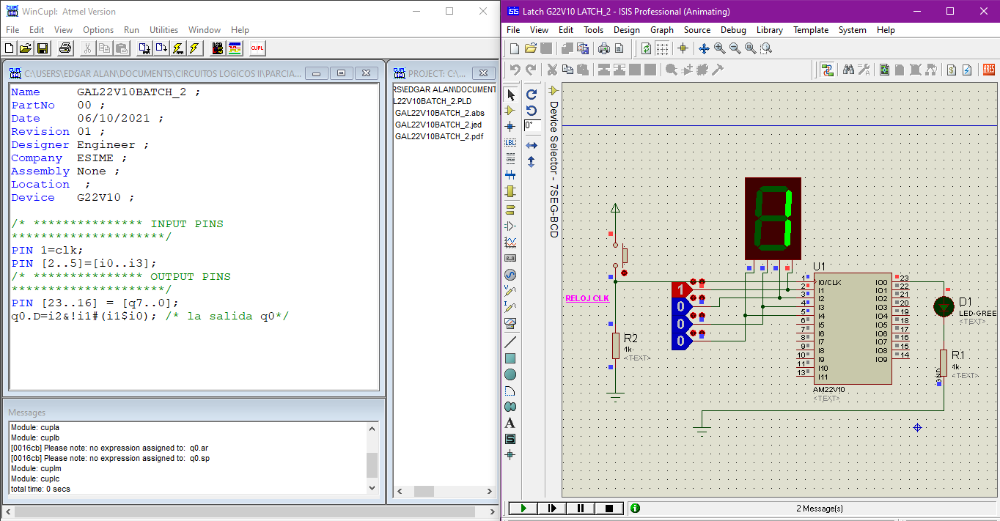 WinCupl: Atmel Version
File Edit View Options Run Utilities Window Help
CUPL
C:\USERS\EDGAR ALAN\DOCUMENTS\CIRCUITOS LOGICOS II\PARCIA...
Name GAL22V10BATCH_2 ;
PartNo 00 ;
Date 06/10/2021 ;
Revision 01 ;
Designer Engineer ;
Company ESIME ;
Assembly None ;
Location ;
Device G22V10 ;
/* *************** INPUT PINS
*********************/
PIN 1=clk;
PIN [2..5]=[i0..i3];
/* *************** OUTPUT PINS
*********************/
PIN [23..16] = [q7..0];
q0.D=i2&!i1#(i1$i0); /* la salida q0*/
PROJECT: C:\...
RS\EDGAR ALAN\DOCUMENT
L22V10BATCH_2.PLD
GAL22V10BATCH_2.abs
GAL22V10BATCH_2.jed
GAL22V10BATCH_2.pdf
Messages
Module: cupla
Module: cuplb
[0016cb] Please note: no expression assigned to: q0.ar
[0016cb] Please note: no expression assigned to: q0.sp
Module: cuplm
Module: cuplc
total time: 0 secs
ISIS Latch G22V10 LATCH_2 - ISIS Professional (Animating)
File View Edit Tools Design Graph Source Debug Library Template System Help
ARES
0°
LBL
Device Selector - 7SEG-BCD
1
RELOJ CLK
R2
1k
<TEXT>
1
0
0
0
U1
1 I0/CLK IO0 23
2 I1 IO1 22
3 I2 IO2 21
4 I3 IO3 20
5 I4 IO4 19
6 I5 IO5 18
7 I6 IO6 17
8 I7 IO7 16
9 I8 IO8 15
10 I9 IO9 14
11 I10
13 I11
AM22V10
<TEXT>
D1
LED-GREE
<TEXT>
R1
1k
<TEXT>
2 Message(s)